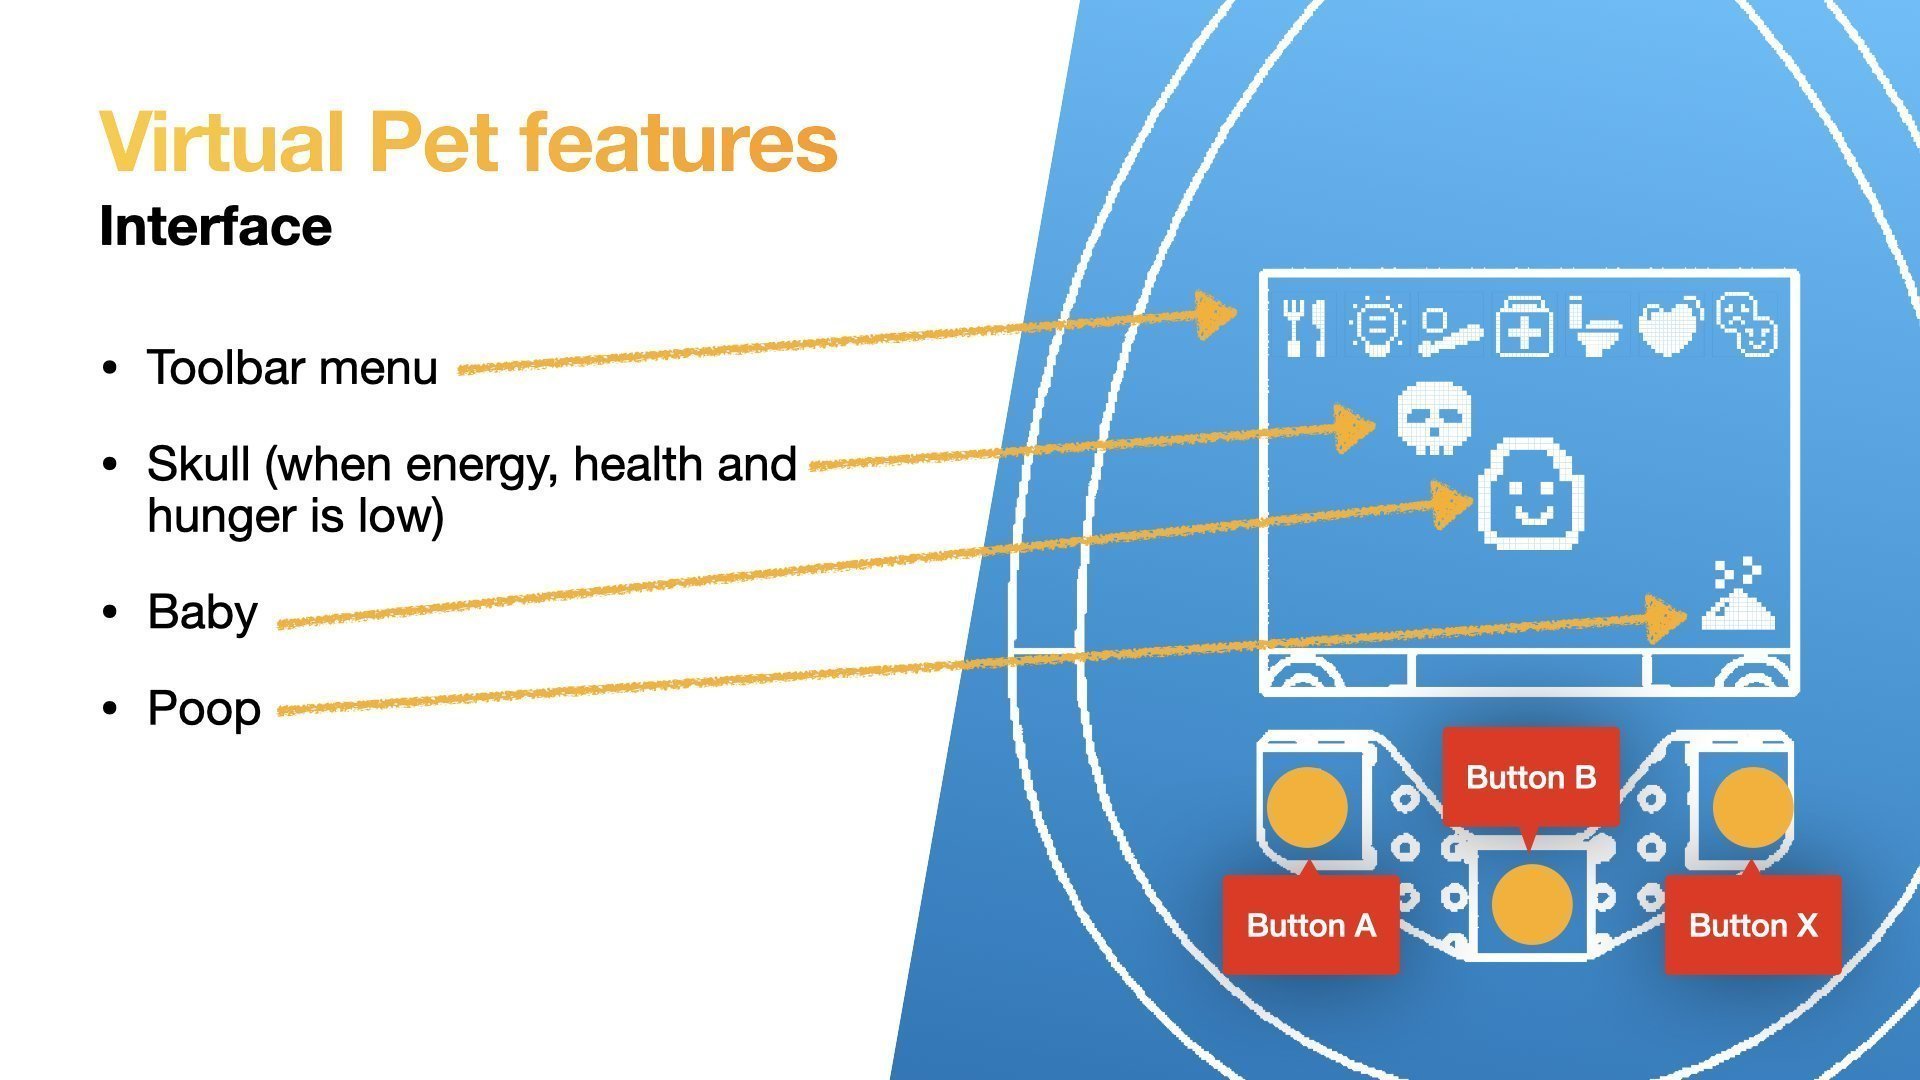 Virtual Pet features
Interface
• Toolbar menu
• Skull (when energy, health and
hunger is low)
• Baby
• Poop
Button B
Button A
Button X